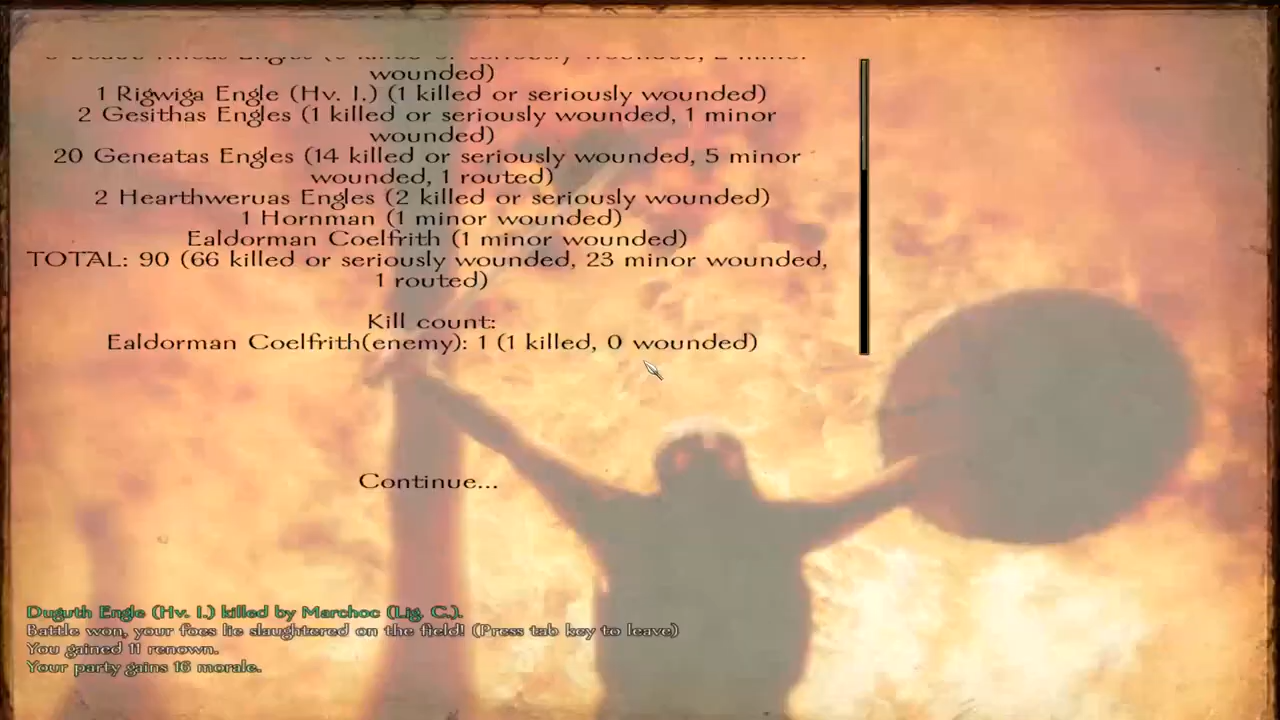 wounded)
1 Rigwiga Engle (Hv. I.) (1 killed or seriously wounded)
2 Gesithas Engles (1 killed or seriously wounded, 1 minor
wounded)
20 Geneatas Engles (14 killed or seriously wounded, 5 minor
wounded, 1 routed)
2 Hearthweruas Engles (2 killed or seriously wounded)
1 Hornman (1 minor wounded)
Ealdorman Coelfrith (1 minor wounded)
TOTAL: 90 (66 killed or seriously wounded, 23 minor wounded,
1 routed)
Kill count:
Ealdorman Coelfrith(enemy): 1 (1 killed, 0 wounded)
Continue...
Duguth Engle (Hv. I.) killed by Marchoc (Lig. C.).
Battle won, your foes lie slaughtered on the field! (Press tab key to leave)
You gained 11 renown.
Your party gains 16 morale.